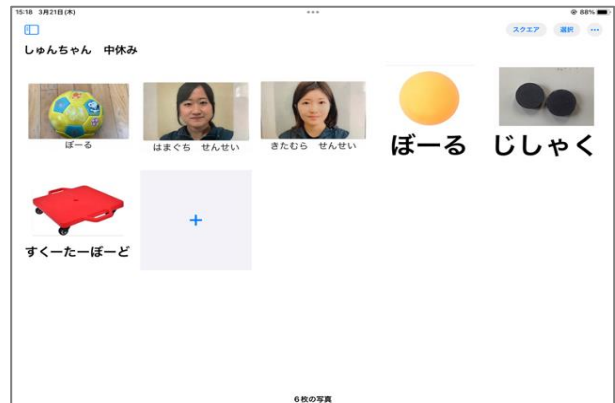 15:18 3月21日(木)
88%
スクエア 選択
しゅんちゃん 中休み
ぼーる
はまぐち せんせい
きたむら せんせい
ぼーる
じしゃく
すくーたーぼーど
6枚の写真